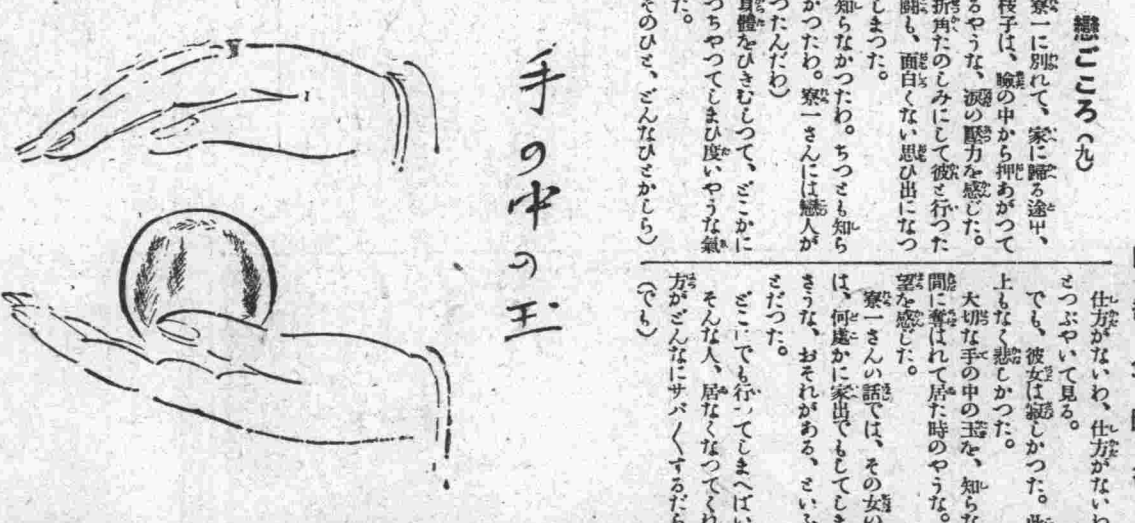 戀ごころ(九)
寮一に別れて、家に歸る途中、
枝子は、瞼の中から押あがつて
るやうな、涙の壓力を感じた。
折角たのしみにして彼と行つた
鬪も、面白くない思ひ出になつ
しまつた。
知らなかつたわ。ちつとも知ら
かつたわ。寮一さんには戀人が
つたんだわ)
身體をひきむしつて、どこかに
つちやつてしまひ度いやうな氣
た。
そのひと、どんなひとかしら)
仕方がないわ、仕方がないわ
とつぶやいて見る。
でも、彼女は寂しかつた。此
上もなく悲しかつた。
大切な手の中の玉を、知らな
間に奪はれて居た時のやうな。
望を感じた。
寮一さんの話では、その女の
は、何處かに家出でもしてしま
さうな、おそれがある、といふ
とだつた。
どこへでも行つてしまへばい
そんな人、居なくなつてくれ
方がどんなにサバ〱するだら
(でも)
手の中の玉